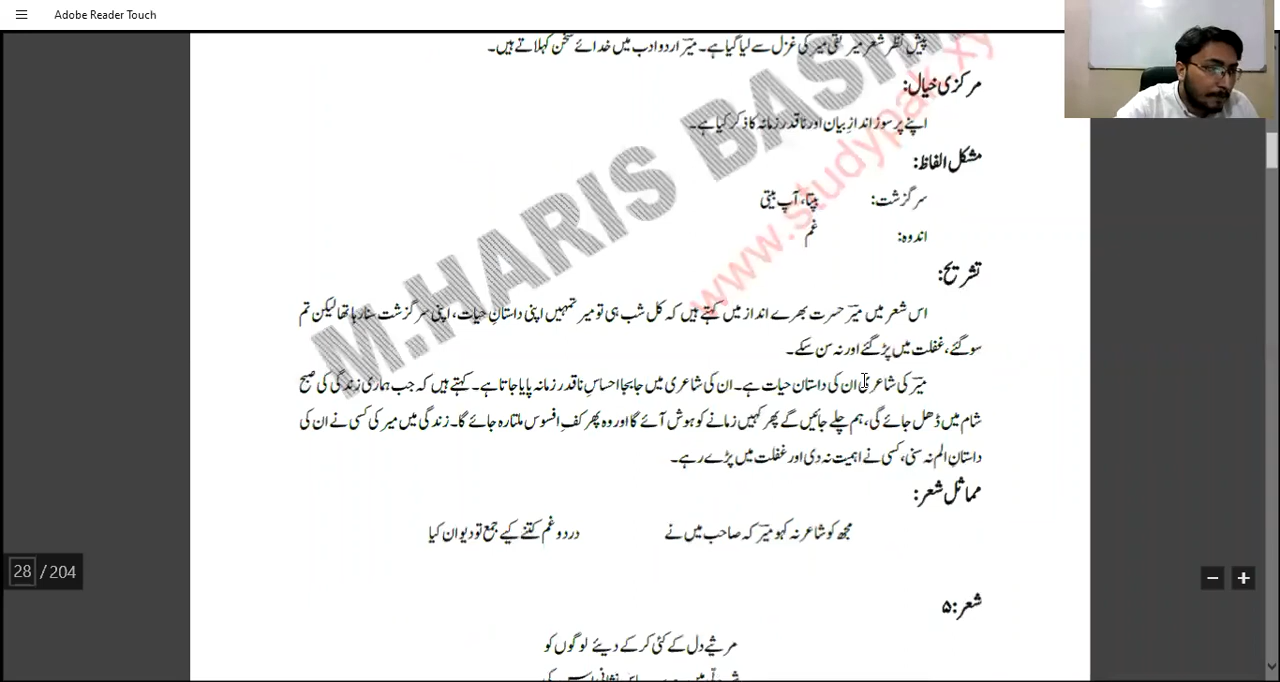 Adobe Reader Touch
پیش نظر شعر میر تقی میر کی غزل سے لیا گیا ہے۔ میرؔ اردو ادب میں خدائے سخن کہلاتے ہیں۔
مرکزی خیال:
اپنے پرسوز اندازِ بیان اور ناقدر زمانہ کا ذکر کیا ہے۔
مشکل الفاظ:
سرگزشت: بپتا، آپ بیتی
اندوہ: غم
تشریح:
اس شعر میں میرؔ حسرت بھرے انداز میں کہتے ہیں کہ کل شب ہی تو میر تمہیں اپنی داستانِ حیات، اپنی سرگزشت سنا رہا تھا لیکن تم
سو گئے، غفلت میں پڑ گئے اور نہ سن سکے۔
میرؔ کی شاعری ان کی داستان حیات ہے۔ ان کی شاعری میں جابجا احساسِ ناقدر زمانہ پایا جاتا ہے۔ کہتے ہیں کہ جب ہماری زندگی کی صبح
شام میں ڈھل جائے گی، ہم چلے جائیں گے پھر کہیں زمانے کو ہوش آئے گا اور وہ پھر کفِ افسوس ملتا رہ جائے گا۔ زندگی میں میر کی کسی نے ان کی
داستانِ الم نہ سنی، کسی نے اہمیت نہ دی اور غفلت میں پڑے رہے۔
مماثل شعر:
مجھ کو شاعر نہ کہو میرؔ کہ صاحب میں نے درد و غم کتنے کیے جمع تو دیوان کیا
شعر: ۵
مرثیے دل کے کئی کر کے دیئے لوگوں کو
28 / 204
M.HARIS BASH
www.studypak.xy